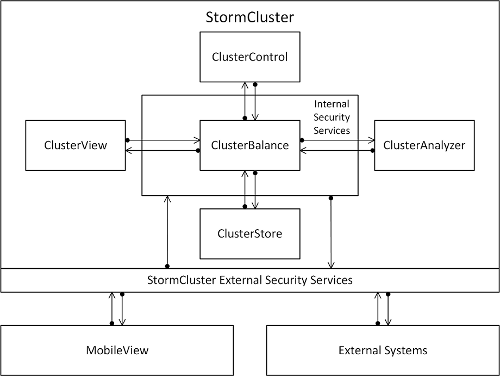 StormCluster
ClusterControl
Internal
Security
Services
ClusterView
ClusterBalance
ClusterAnalyzer
ClusterStore
StormCluster External Security Services
MobileView
External Systems